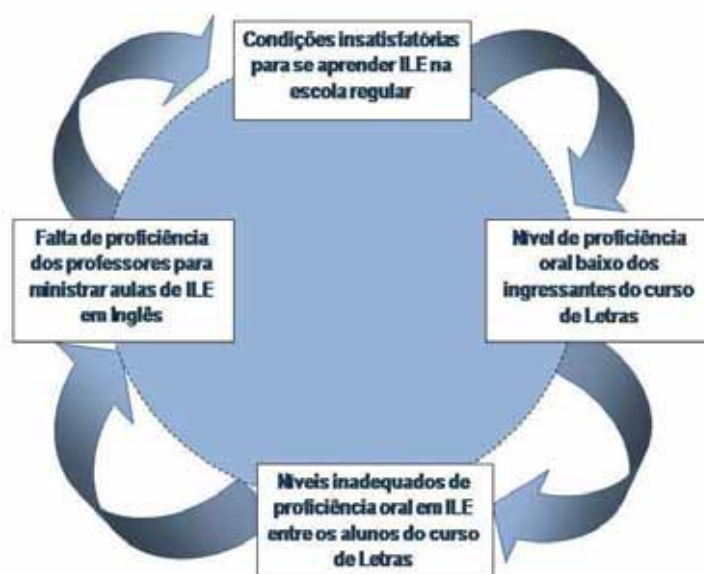 Condições insatisfatórias
para se aprender ILE na
escola regular
Falta de proficiência
dos professores para
ministrar aulas de ILE
em Inglês
Nível de proficiência
oral baixo dos
ingressantes do curso
de Letras
Níveis inadequados de
proficiência oral em ILE
entre os alunos do curso
de Letras